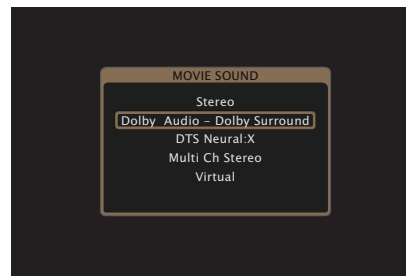 MOVIE SOUND
Stereo
Dolby Audio – Dolby Surround
DTS Neural:X
Multi Ch Stereo
Virtual